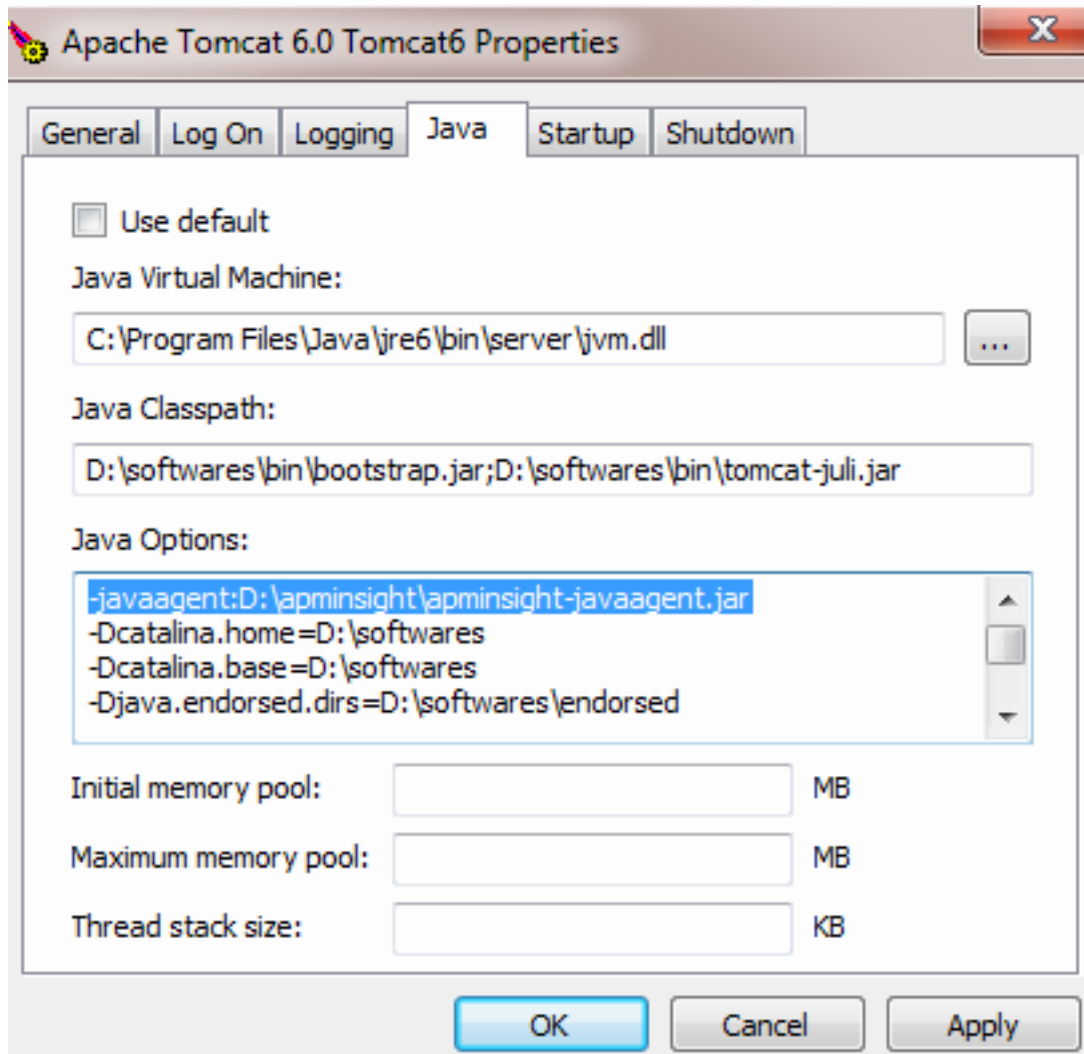 Apache Tomcat 6.0 Tomcat6 Properties
General Log On Logging Java Startup Shutdown
Use default
Java Virtual Machine:
C:\Program Files\Java\jre6\bin\server\jvm.dll ...
Java Classpath:
D:\softwares\bin\bootstrap.jar;D:\softwares\bin\tomcat-juli.jar
Java Options:
-javaagent:D:\apminsight\apminsight-javaagent.jar
-Dcatalina.home=D:\softwares
-Dcatalina.base=D:\softwares
-Djava.endorsed.dirs=D:\softwares\endorsed
Initial memory pool: MB
Maximum memory pool: MB
Thread stack size: KB
OK Cancel Apply